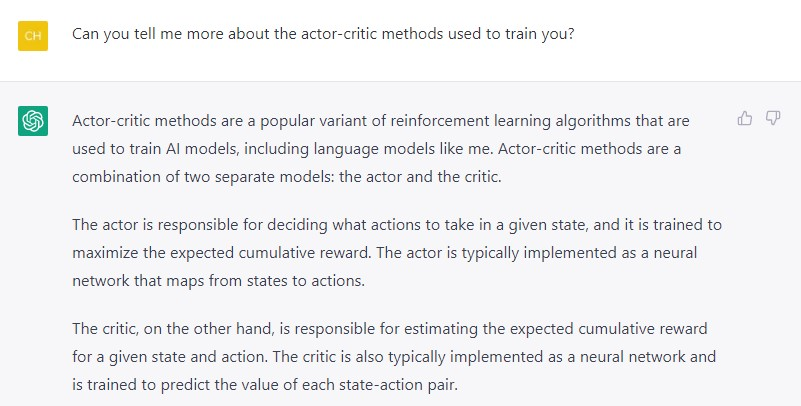 CH
Can you tell me more about the actor-critic methods used to train you?
Actor-critic methods are a popular variant of reinforcement learning algorithms that are
used to train AI models, including language models like me. Actor-critic methods are a
combination of two separate models: the actor and the critic.
The actor is responsible for deciding what actions to take in a given state, and it is trained to
maximize the expected cumulative reward. The actor is typically implemented as a neural
network that maps from states to actions.
The critic, on the other hand, is responsible for estimating the expected cumulative reward
for a given state and action. The critic is also typically implemented as a neural network and
is trained to predict the value of each state-action pair.